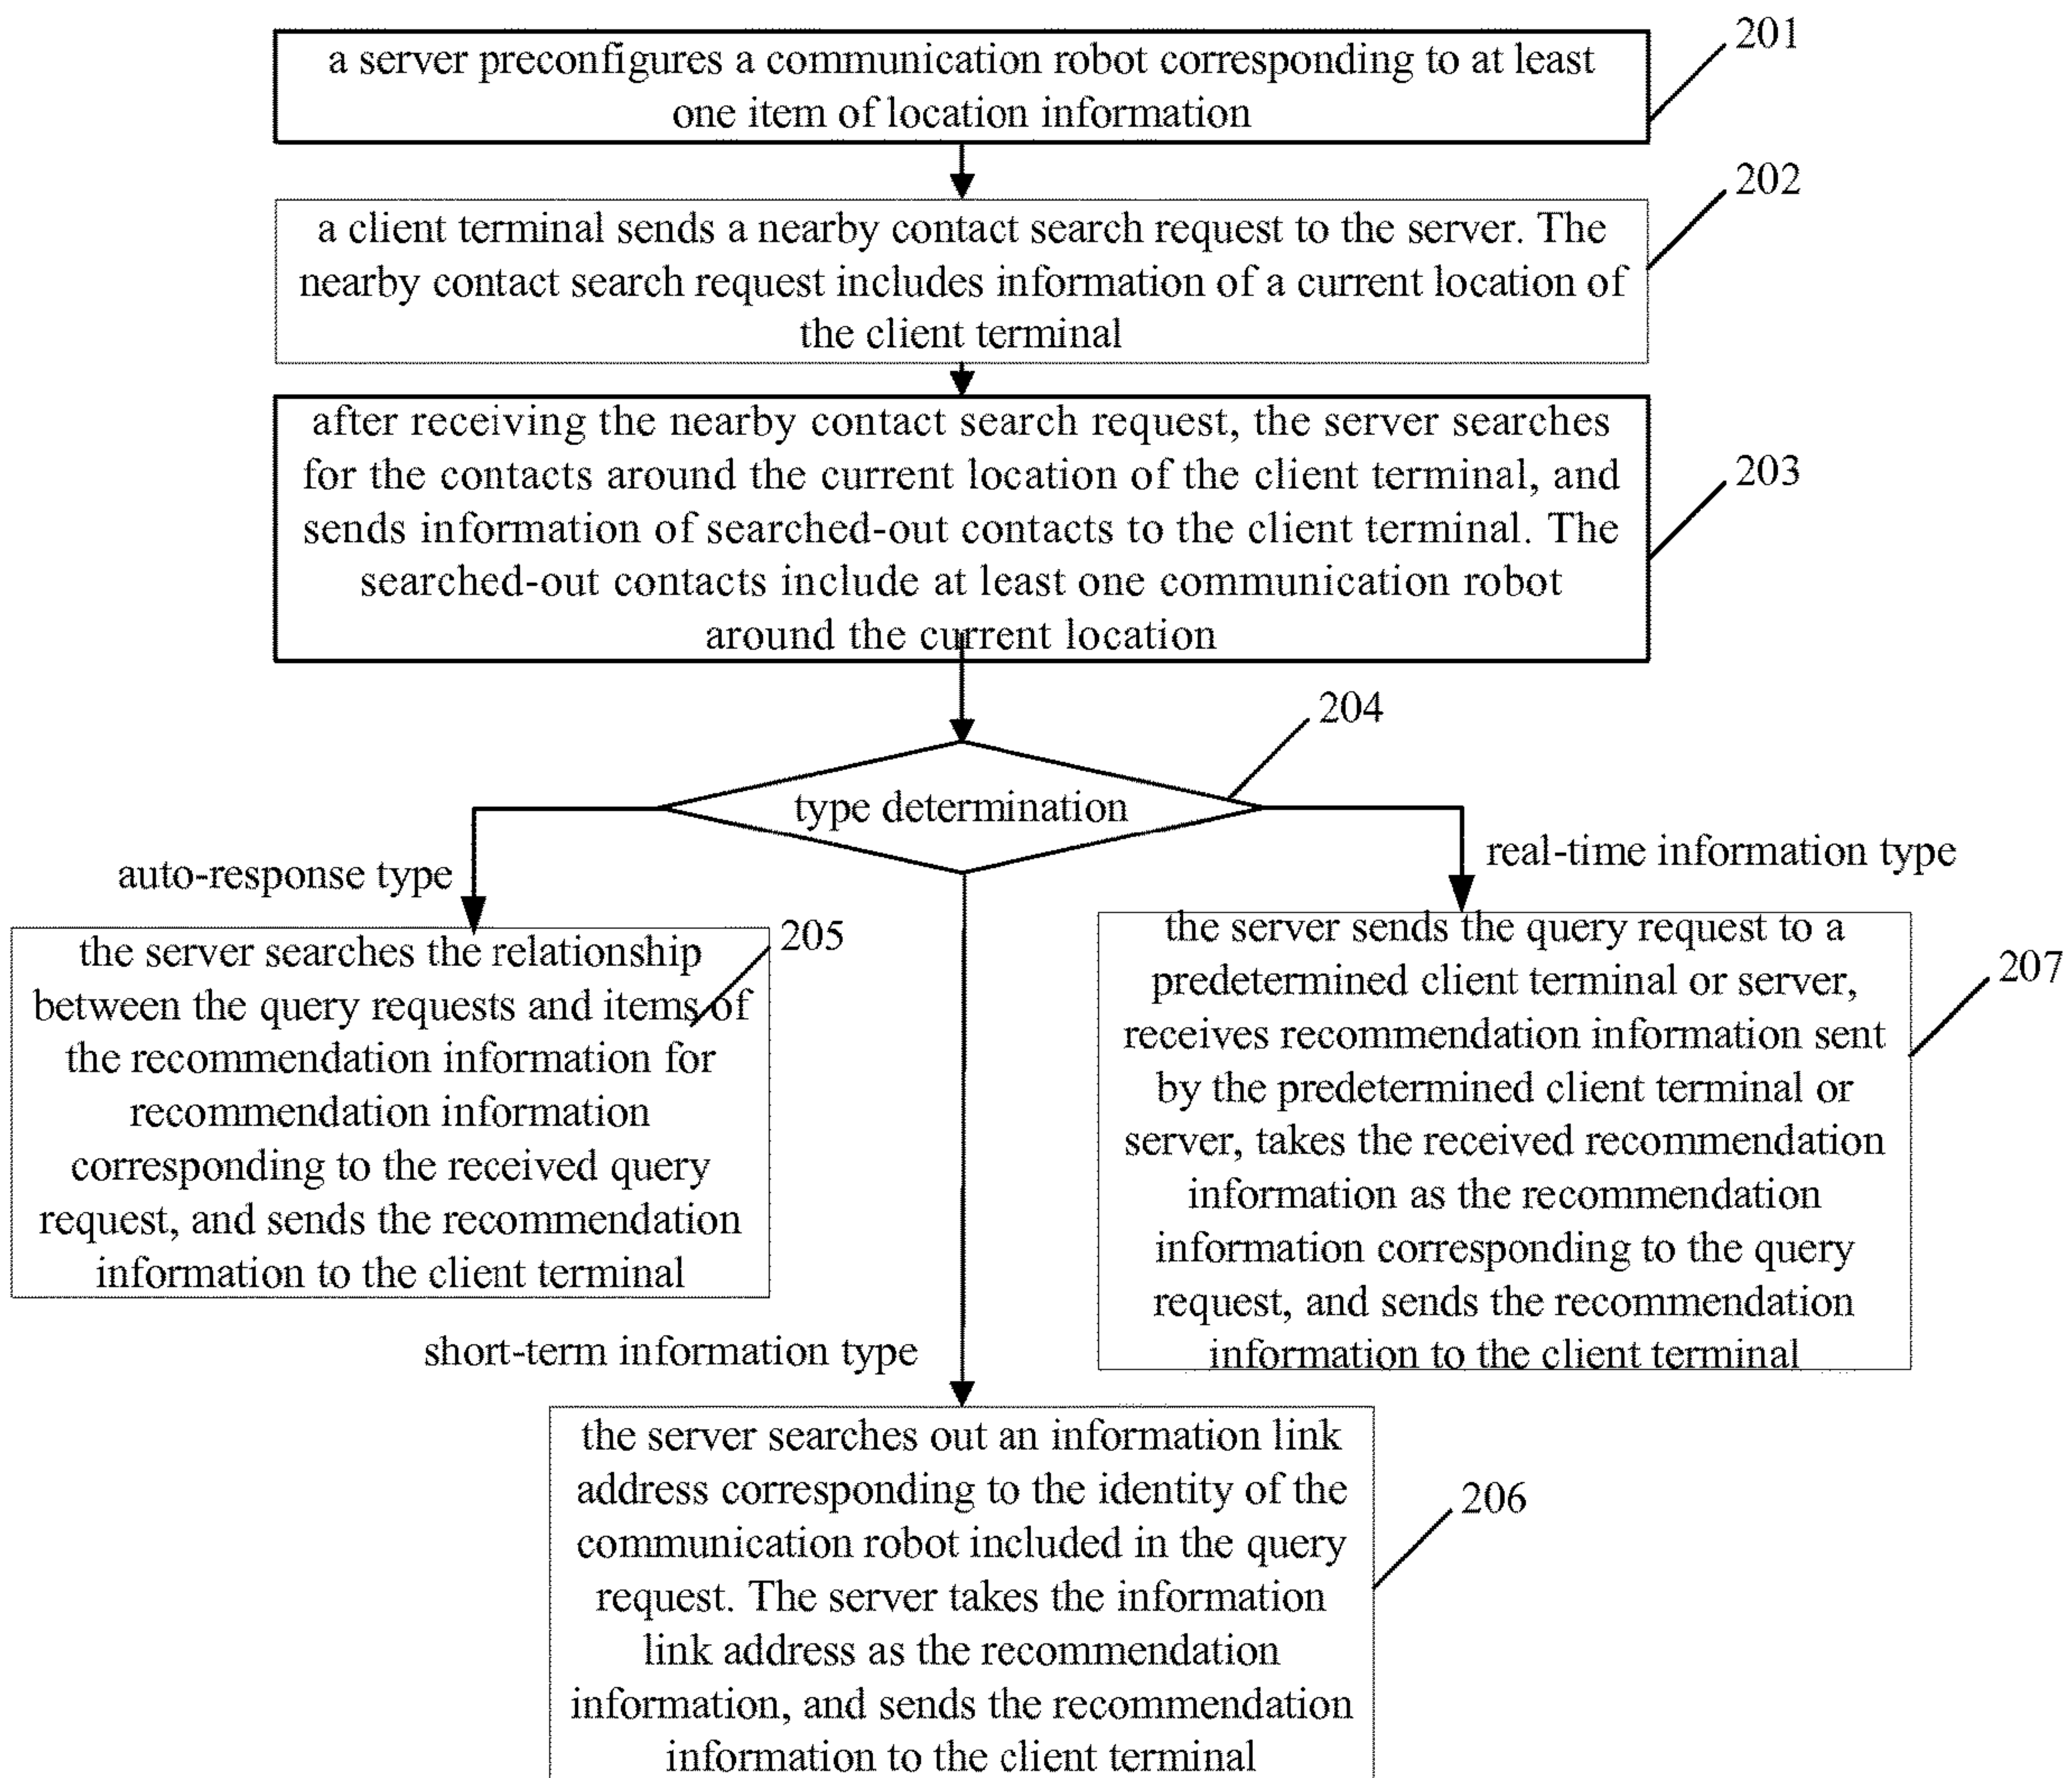 a server preconfigures a communication robot corresponding to at least
one item of location information
201
a client terminal sends a nearby contact search request to the server. The
nearby contact search request includes information of a current location of
the client terminal
202
after receiving the nearby contact search request, the server searches
for the contacts around the current location of the client terminal, and
sends information of searched-out contacts to the client terminal. The
searched-out contacts include at least one communication robot
around the current location
203
204
type determination
auto-response type
real-time information type
the server searches the relationship
between the query requests and items of
the recommendation information for
recommendation information
corresponding to the received query
request, and sends the recommendation
information to the client terminal
205
the server sends the query request to a
predetermined client terminal or server,
receives recommendation information sent
by the predetermined client terminal or
server, takes the received recommendation
information as the recommendation
information corresponding to the query
request, and sends the recommendation
information to the client terminal
207
short-term information type
the server searches out an information link
address corresponding to the identity of the
communication robot included in the query
request. The server takes the information
link address as the recommendation
information, and sends the recommendation
information to the client terminal
206